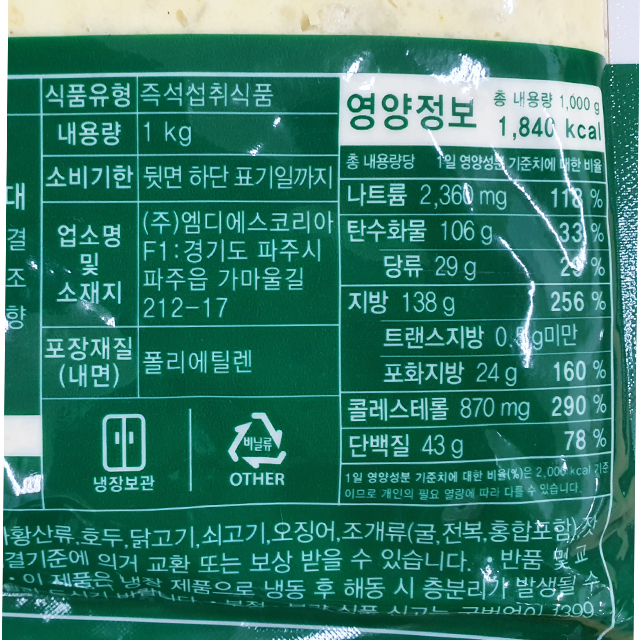 식품유형 즉석섭취식품
내용량 1 kg
소비기한 뒷면 하단 표기일까지
업소명
및
소재지
(주)엠디에스코리아
F1:경기도 파주시
파주읍 가마울길
212-17
포장재질
(내면)
폴리에틸렌
냉장보관
비닐류
OTHER
대
결
조
향
영양정보
총 내용량 1,000 g
1,840 kcal
총 내용량당 1일 영양성분 기준치에 대한 비율
나트륨 2,360 mg 118 %
탄수화물 106 g 33 %
당류 29 g 29 %
지방 138 g 256 %
트랜스지방 0.5 g미만
포화지방 24 g 160 %
콜레스테롤 870 mg 290 %
단백질 43 g 78 %
1일 영양성분 기준치에 대한 비율(%)은 2,000 kcal 기준
이므로 개인의 필요 열량에 따라 다를 수 있습니다.
아황산류,호두,닭고기,쇠고기,오징어,조개류(굴,전복,홍합포함),잣
결기준에 의거 교환 또는 보상 받을 수 있습니다. · 반품 및 교
· 이 제품은 냉장 제품으로 냉동 후 해동 시 층분리가 발생될 수